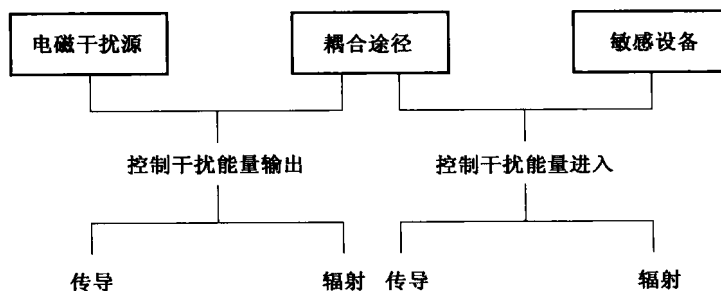 电磁干扰源 耦合途径 敏感设备
控制干扰能量输出 控制干扰能量进入
传导 辐射 传导 辐射